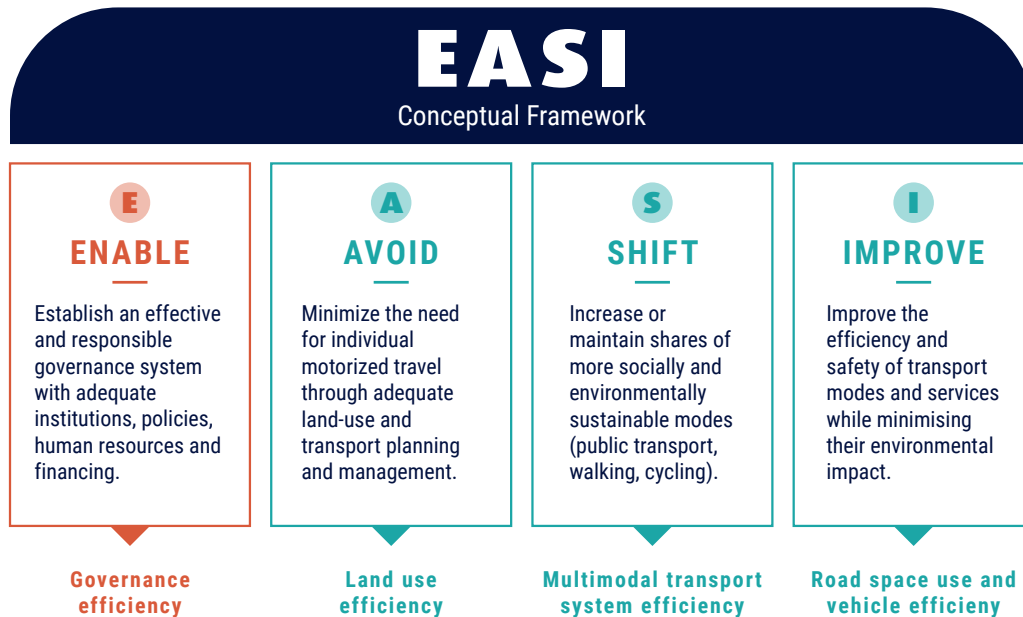 EASI
Conceptual Framework
E
ENABLE
Establish an effective
and responsible
governance system
with adequate
institutions, policies,
human resources and
financing.
Governance
efficiency
A
AVOID
Minimize the need
for individual
motorized travel
through adequate
land-use and
transport planning
and management.
Land use
efficiency
S
SHIFT
Increase or
maintain shares of
more socially and
environmentally
sustainable modes
(public transport,
walking, cycling).
Multimodal transport
system efficiency
I
IMPROVE
Improve the
efficiency and
safety of transport
modes and services
while minimising
their environmental
impact.
Road space use and
vehicle efficieny